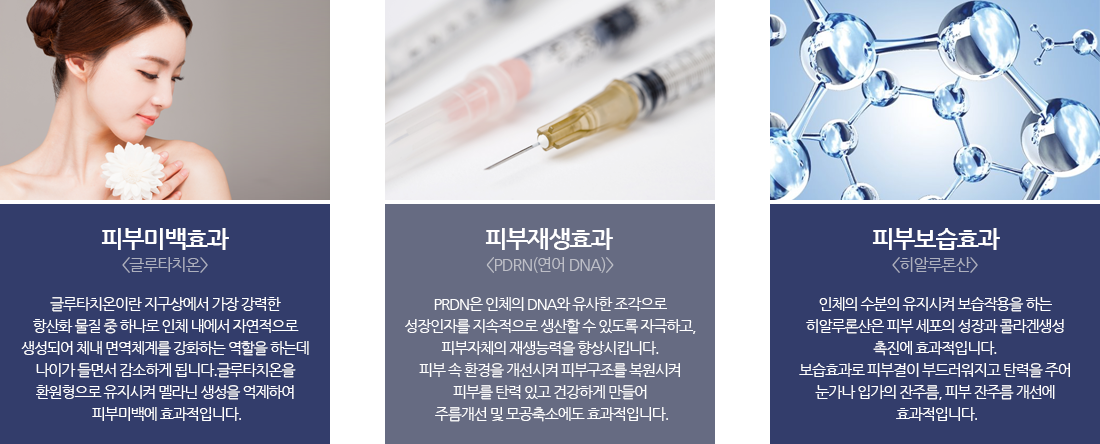 피부미백효과
<글루타치온>
글루타치온이란 지구상에서 가장 강력한
항산화 물질 중 하나로 인체 내에서 자연적으로
생성되어 체내 면역체계를 강화하는 역할을 하는데
나이가 들면서 감소하게 됩니다.글루타치온을
환원형으로 유지시켜 멜라닌 생성을 억제하여
피부미백에 효과적입니다.
피부재생효과
<PDRN(연어 DNA)>
PRDN은 인체의 DNA와 유사한 조각으로
성장인자를 지속적으로 생산할 수 있도록 자극하고,
피부자체의 재생능력을 향상시킵니다.
피부 속 환경을 개선시켜 피부구조를 복원시켜
피부를 탄력 있고 건강하게 만들어
주름개선 및 모공축소에도 효과적입니다.
피부보습효과
<히알루론산>
인체의 수분의 유지시켜 보습작용을 하는
히알루론산은 피부 세포의 성장과 콜라겐생성
촉진에 효과적입니다.
보습효과로 피부결이 부드러워지고 탄력을 주어
눈가나 입가의 잔주름, 피부 잔주름 개선에
효과적입니다.